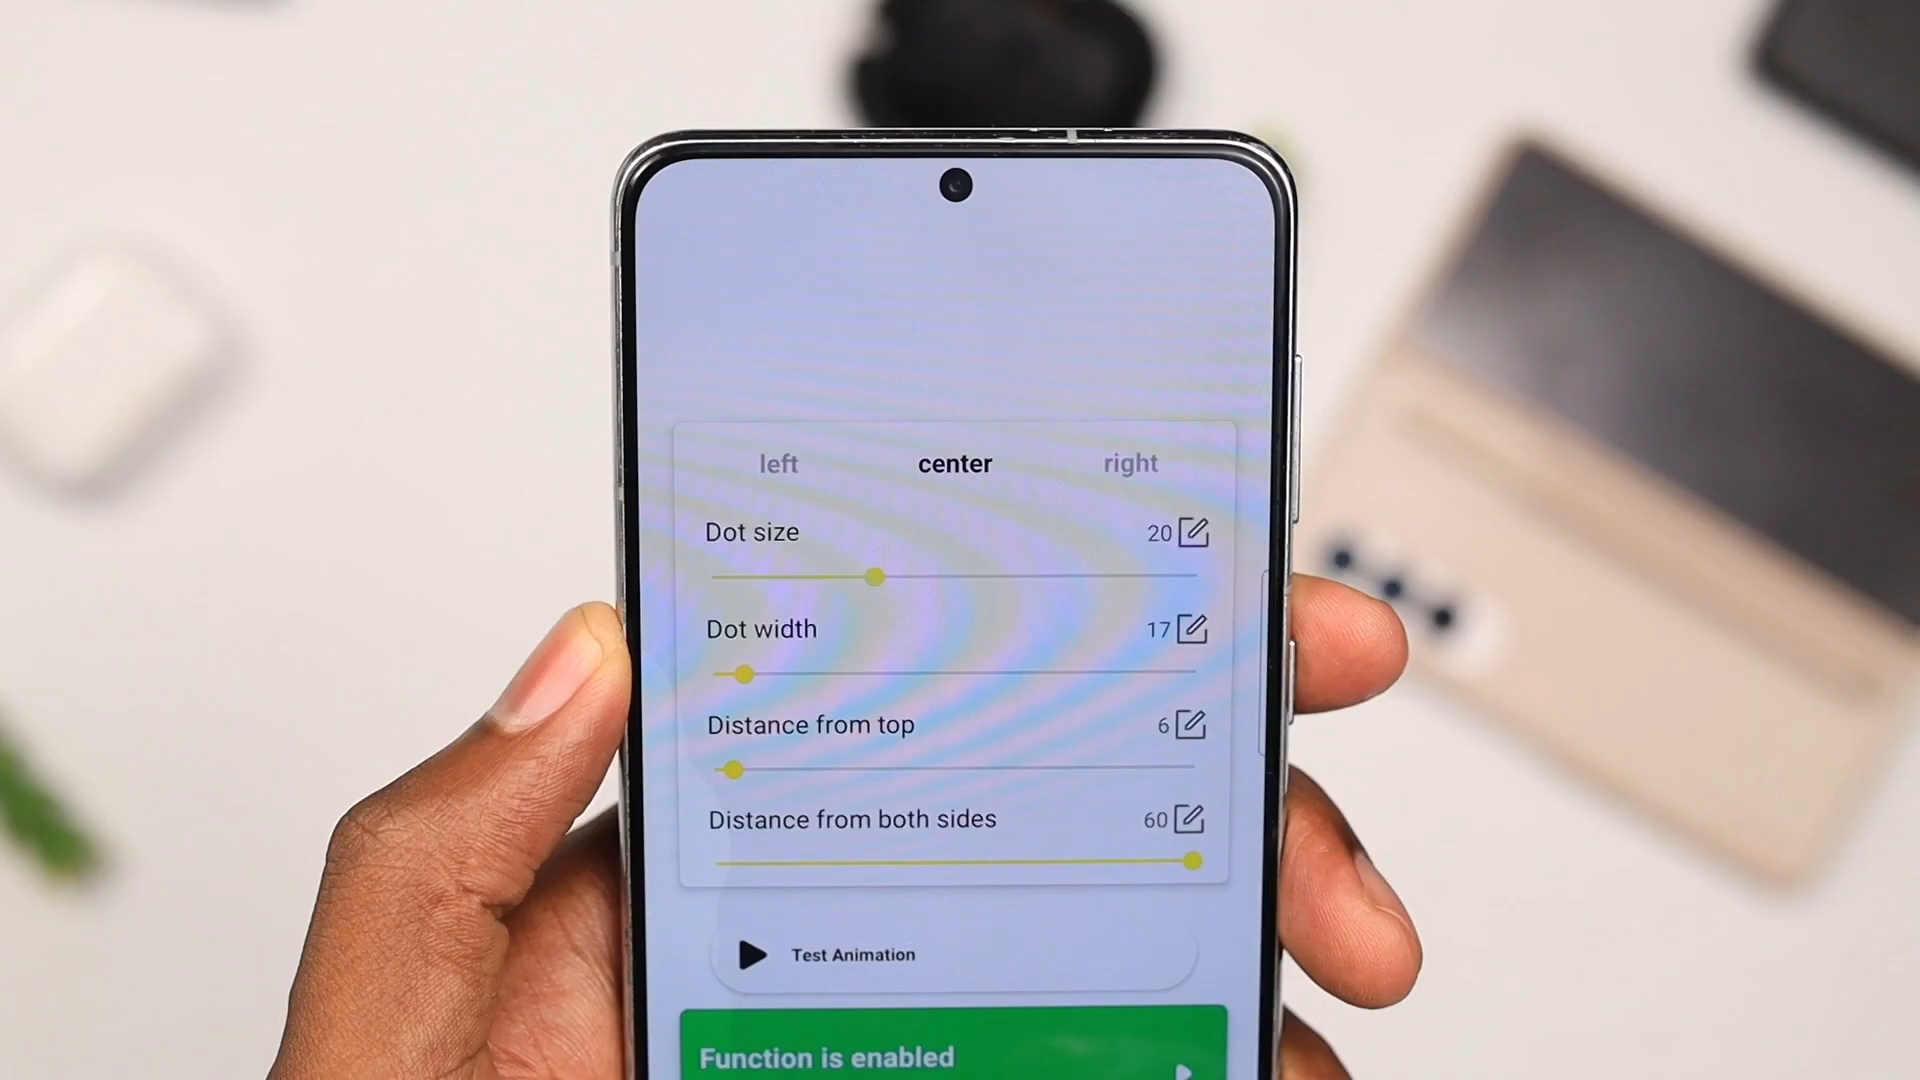 left center right
Dot size 20
Dot width 17
Distance from top 6
Distance from both sides 60
Test Animation
Function is enabled